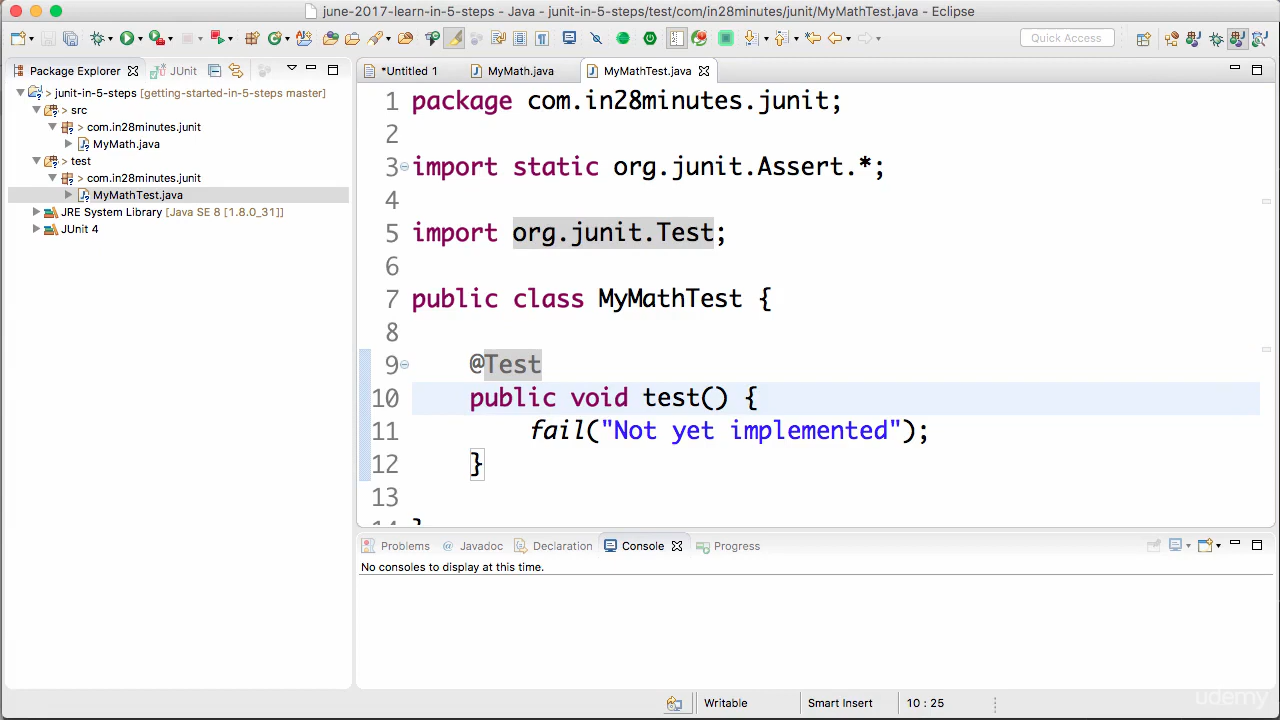 june-2017-learn-in-5-steps - Java - junit-in-5-steps/test/com/in28minutes/junit/MyMathTest.java - Eclipse
Quick Access
Package Explorer
JUnit
*Untitled 1
MyMath.java
MyMathTest.java
> junit-in-5-steps [getting-started-in-5-steps master]
> src
> com.in28minutes.junit
MyMath.java
> test
> com.in28minutes.junit
MyMathTest.java
JRE System Library [Java SE 8 [1.8.0_31]]
JUnit 4
1 package com.in28minutes.junit;
2
3 import static org.junit.Assert.*;
4
5 import org.junit.Test;
6
7 public class MyMathTest {
8
9 @Test
10 public void test() {
11 fail("Not yet implemented");
12 }
13
14 }
Problems
@ Javadoc
Declaration
Console
Progress
No consoles to display at this time.
Writable
Smart Insert
10 : 25
udemy